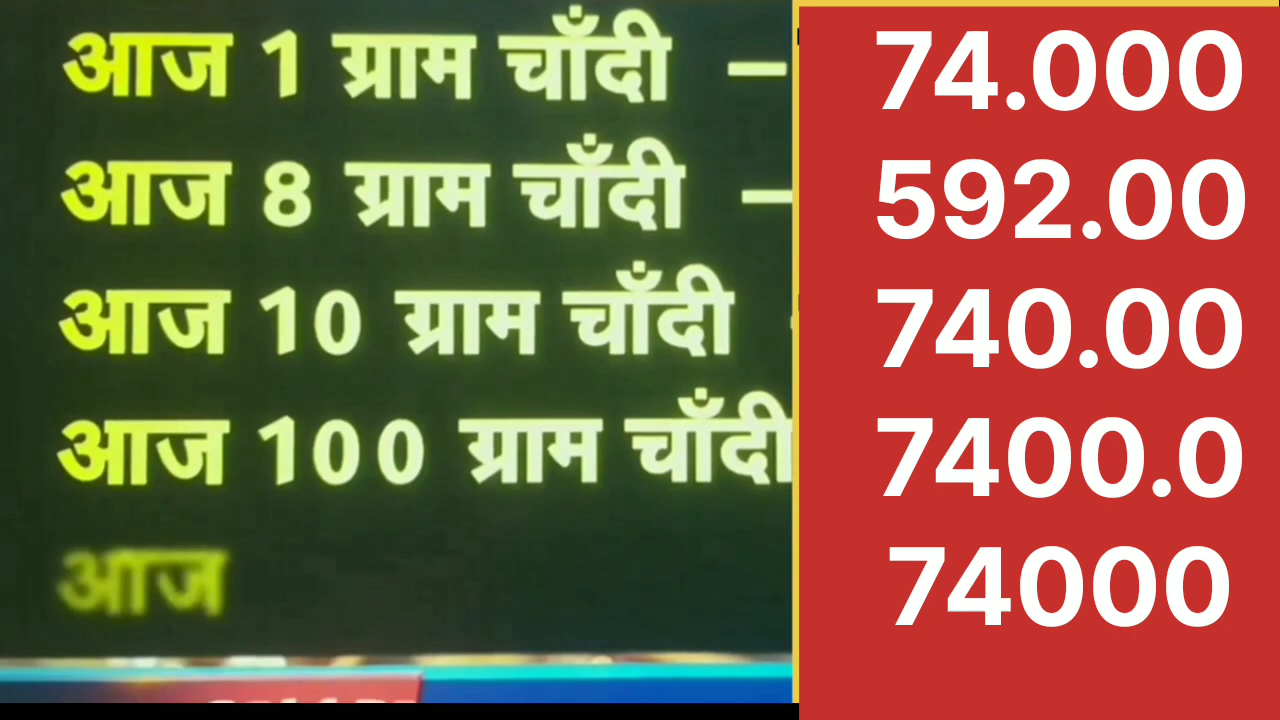 आज 1 ग्राम चाँदी – 74.000
आज 8 ग्राम चाँदी – 592.00
आज 10 ग्राम चाँदी 740.00
आज 100 ग्राम चाँदी 7400.0
आज 74000